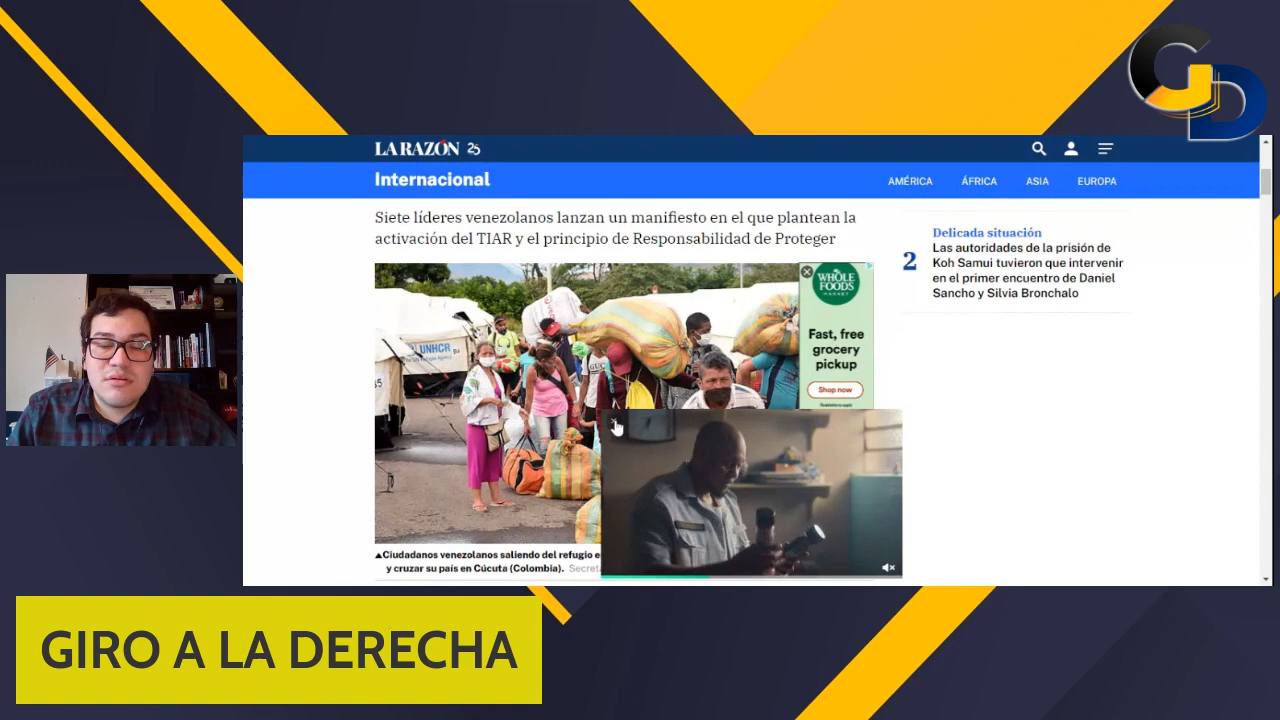 GD
LA RAZÓN 25
Internacional
AMÉRICA ÁFRICA ASIA EUROPA
Siete líderes venezolanos lanzan un manifiesto en el que plantean la
activación del TIAR y el principio de Responsabilidad de Proteger
2
Delicada situación
Las autoridades de la prisión de
Koh Samui tuvieron que intervenir
en el primer encuentro de Daniel
Sancho y Silvia Bronchalo
WHOLE
FOODS
MARKET
Fast, free
grocery
pickup
Shop now
UNHCR
GUCC
▲Ciudadanos venezolanos saliendo del refugio e
y cruzar su país en Cúcuta (Colombia). Secret
GIRO A LA DERECHA